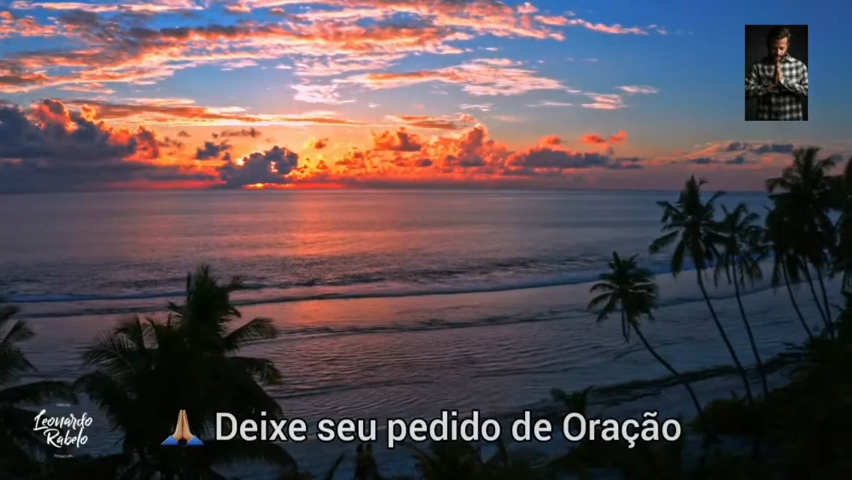 Leonardo
Rabelo
🙏🏼 Deixe seu pedido de Oração